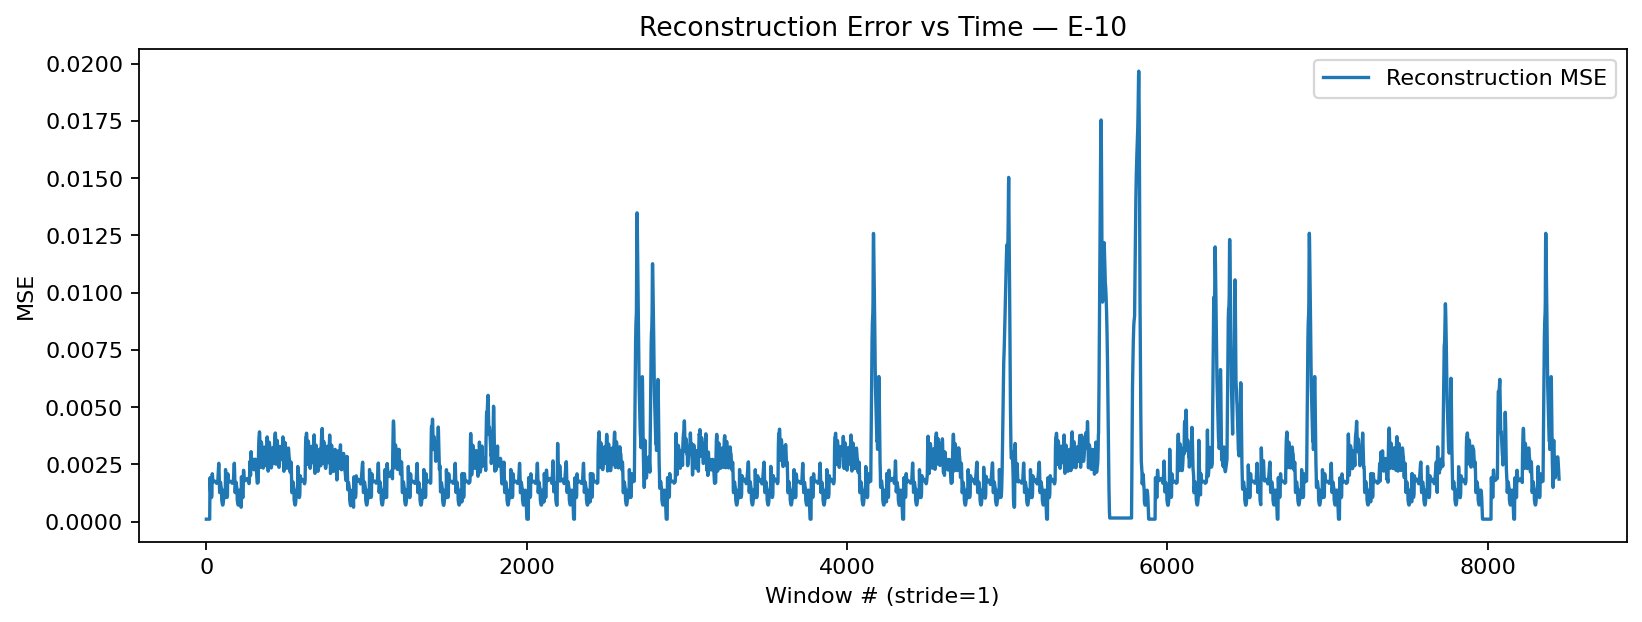 Reconstruction Error vs Time — E-10
Reconstruction MSE
MSE
0.0200
0.0175
0.0150
0.0125
0.0100
0.0075
0.0050
0.0025
0.0000
0 2000 4000 6000 8000
Window # (stride=1)